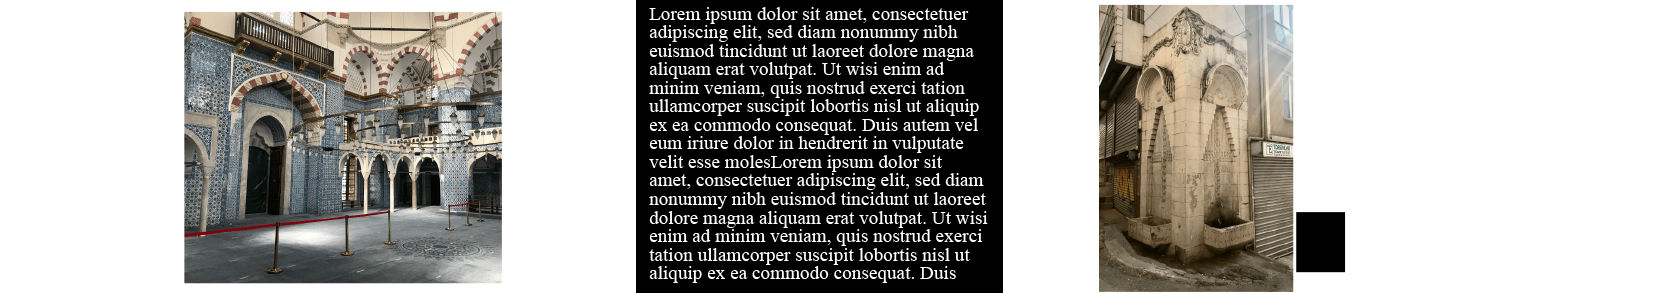 Lorem ipsum dolor sit amet, consectetuer
adipiscing elit, sed diam nonummy nibh
euismod tincidunt ut laoreet dolore magna
aliquam erat volutpat. Ut wisi enim ad
minim veniam, quis nostrud exerci tation
ullamcorper suscipit lobortis nisl ut aliquip
ex ea commodo consequat. Duis autem vel
eum iriure dolor in hendrerit in vulputate
velit esse molesLorem ipsum dolor sit
amet, consectetuer adipiscing elit, sed diam
nonummy nibh euismod tincidunt ut laoreet
dolore magna aliquam erat volutpat. Ut wisi
enim ad minim veniam, quis nostrud exerci
tation ullamcorper suscipit lobortis nisl ut
aliquip ex ea commodo consequat. Duis